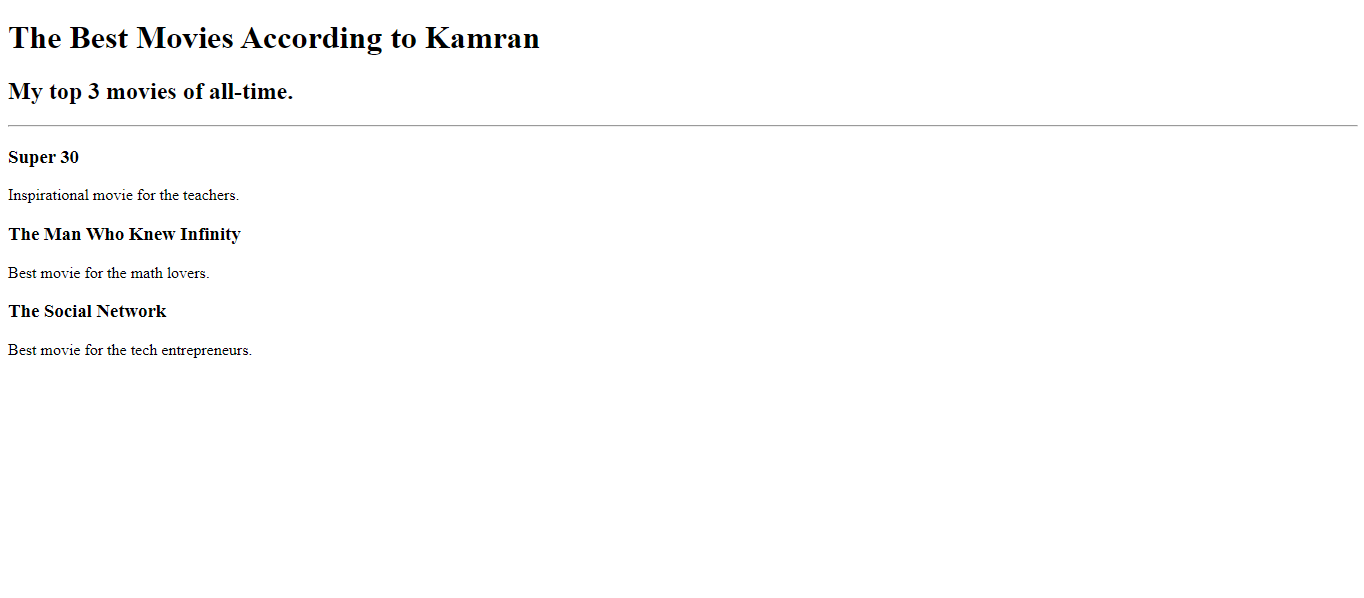 The Best Movies According to Kamran
My top 3 movies of all-time.
Super 30
Inspirational movie for the teachers.
The Man Who Knew Infinity
Best movie for the math lovers.
The Social Network
Best movie for the tech entrepreneurs.